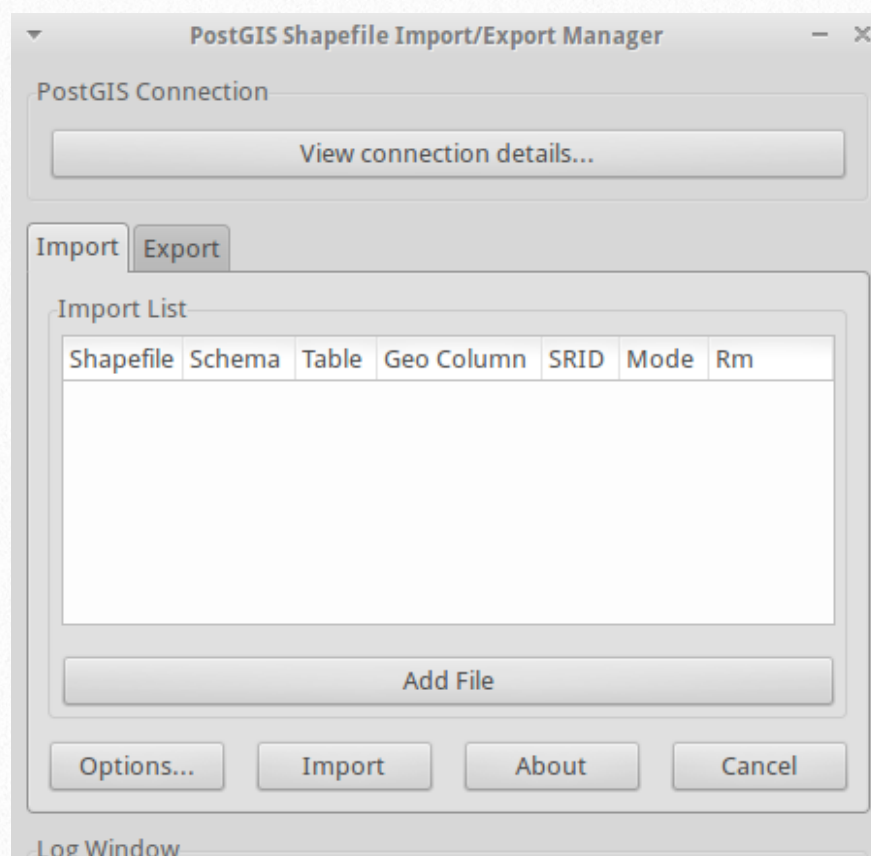 PostGIS Shapefile Import/Export Manager
PostGIS Connection
View connection details...
Import Export
Import List
Shapefile Schema Table Geo Column SRID Mode Rm
Add File
Options... Import About Cancel
Log Window